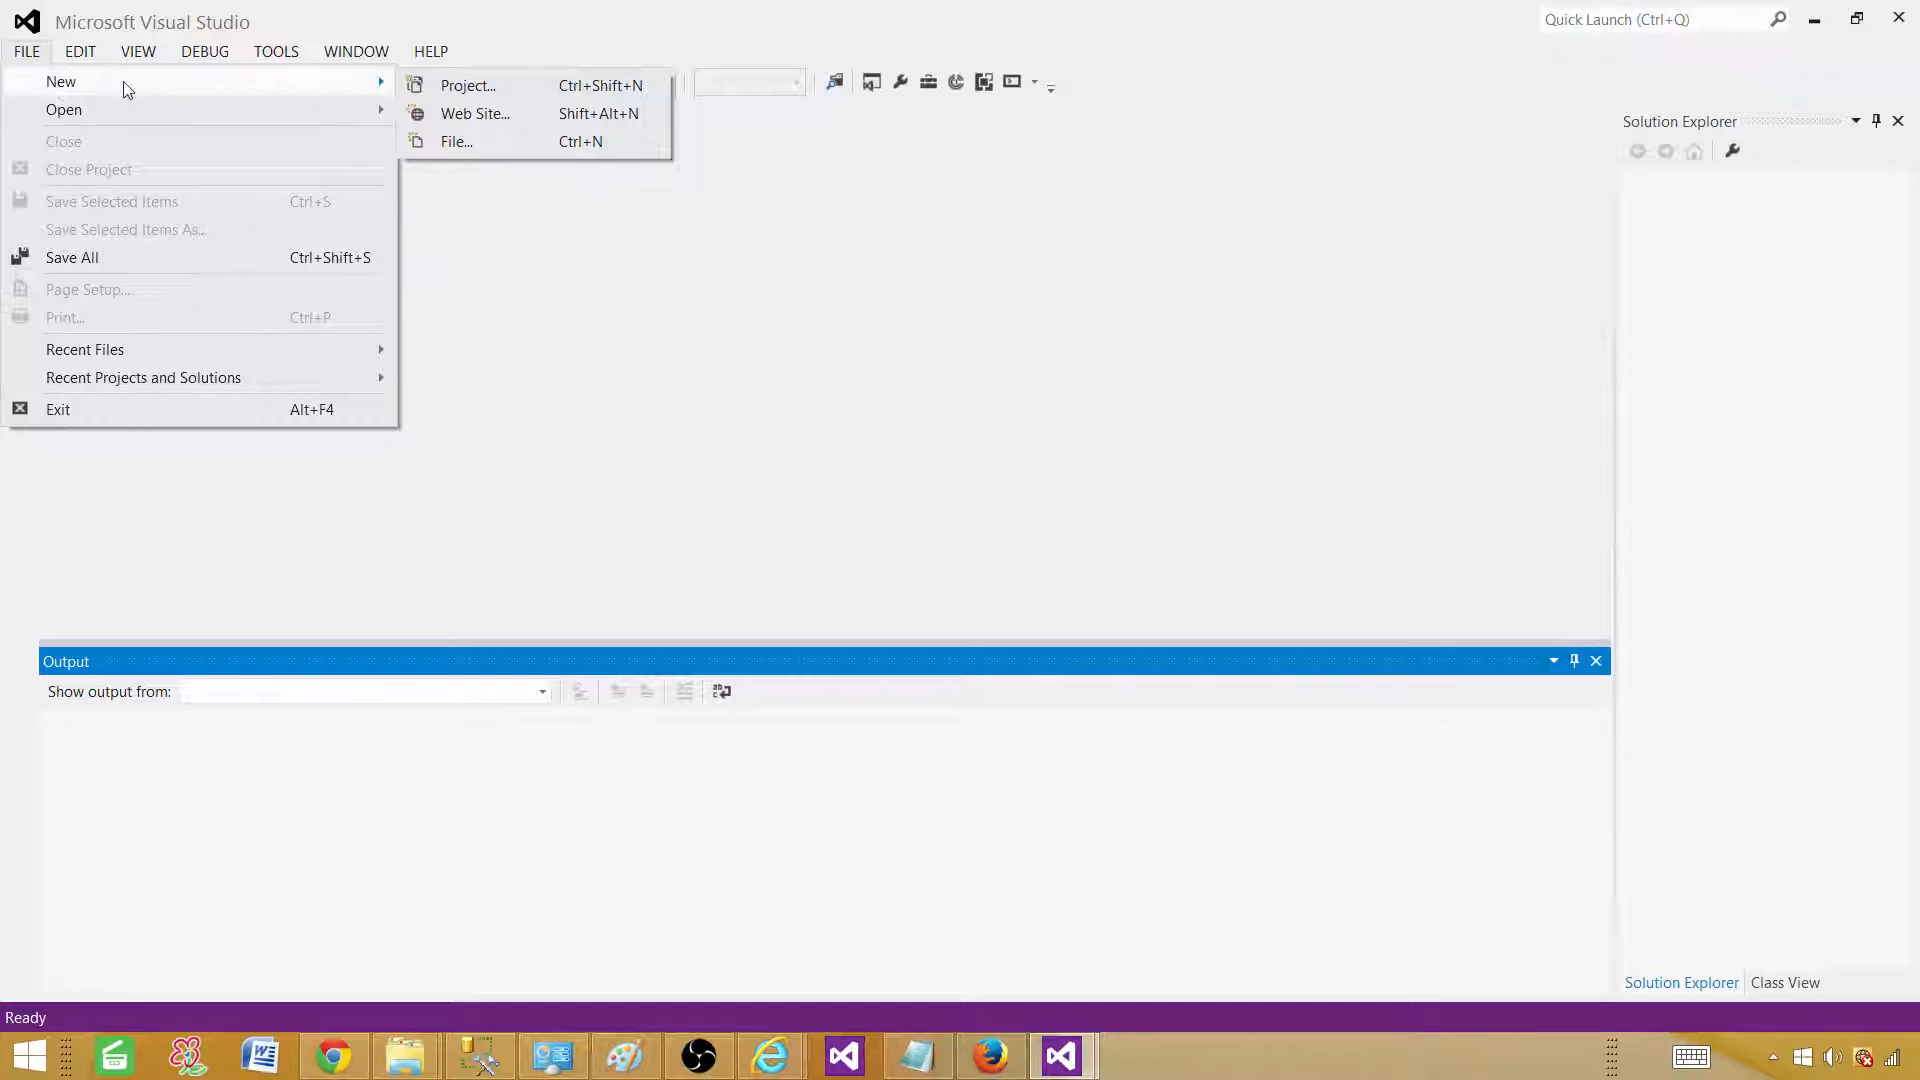 Microsoft Visual Studio
Quick Launch (Ctrl+Q)
FILE EDIT VIEW DEBUG TOOLS WINDOW HELP
New
Project... Ctrl+Shift+N
Open
Web Site... Shift+Alt+N
File... Ctrl+N
Close
Close Project
Save Selected Items Ctrl+S
Save Selected Items As...
Save All Ctrl+Shift+S
Page Setup...
Print... Ctrl+P
Recent Files
Recent Projects and Solutions
Exit Alt+F4
Solution Explorer
Output
Show output from:
Solution Explorer Class View
Ready